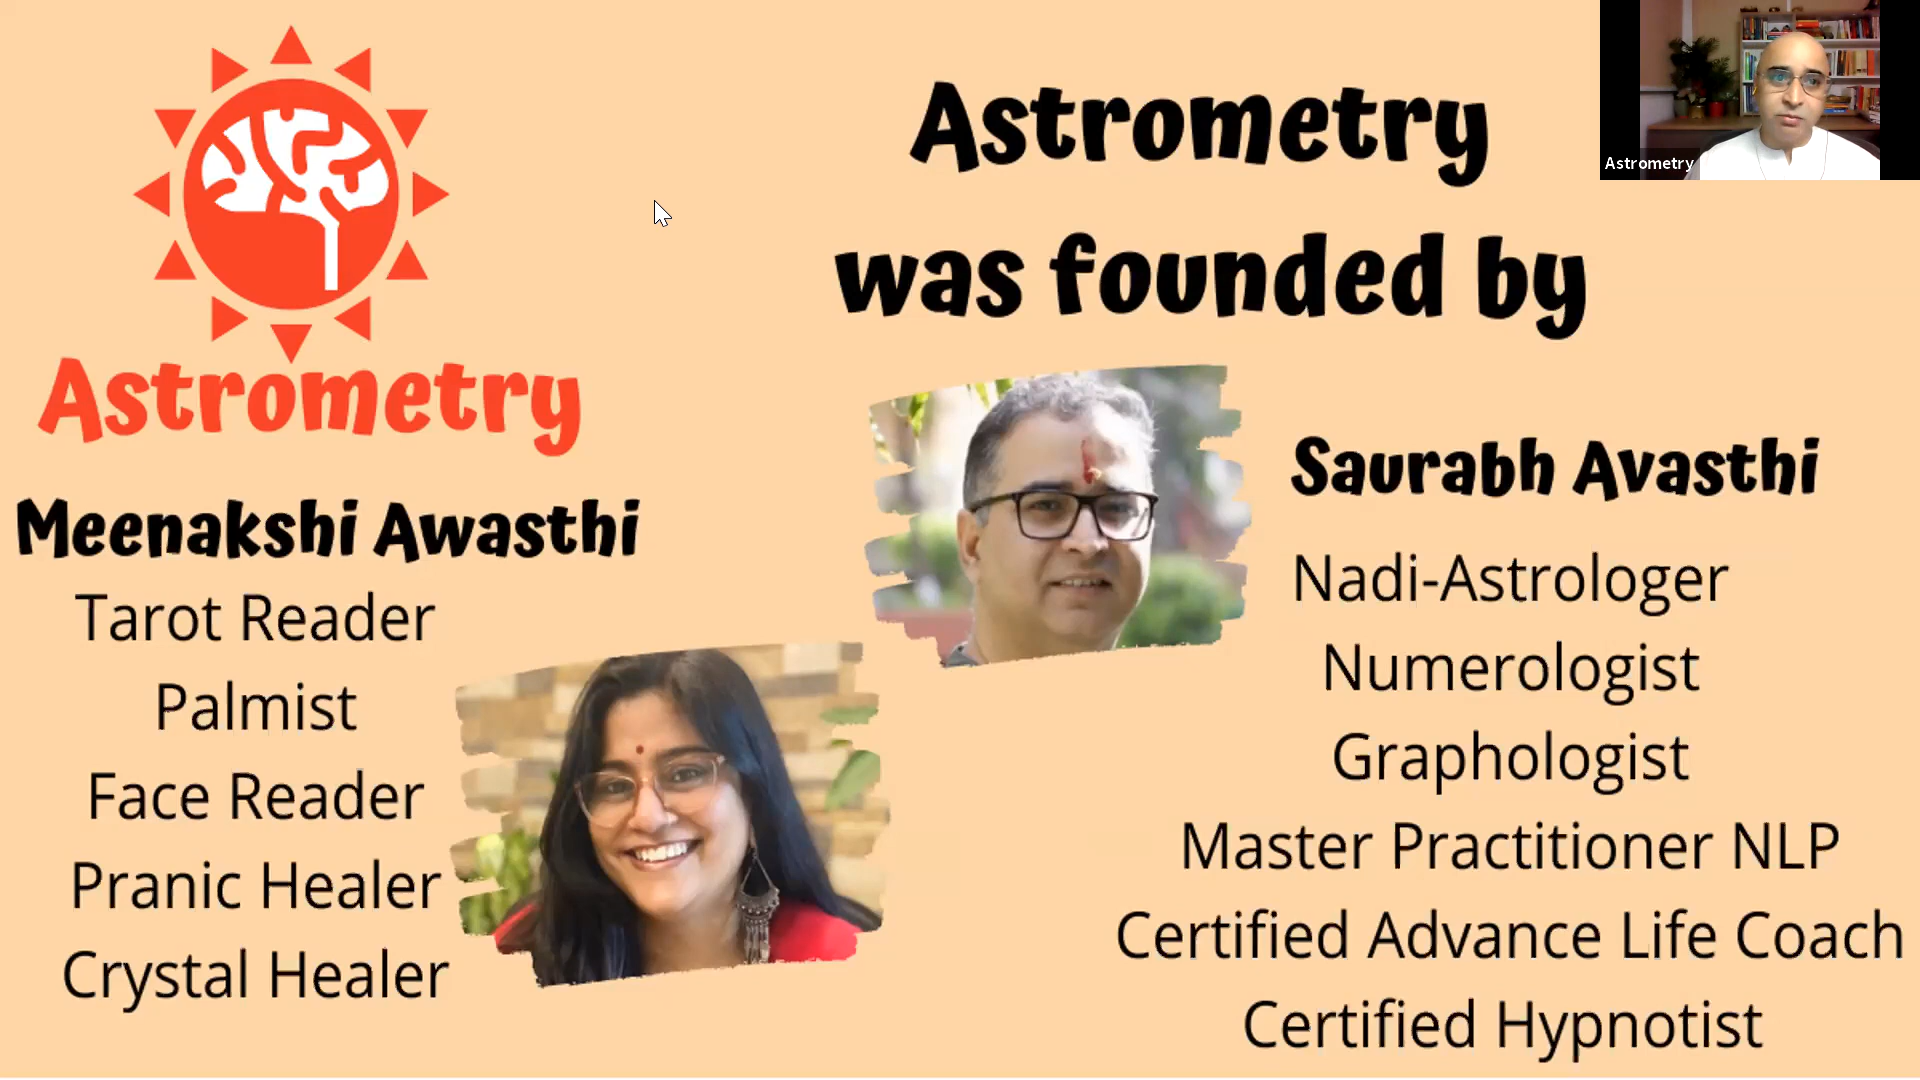 Astrometry
was founded by
Astrometry
Astrometry
Meenakshi Awasthi
Tarot Reader
Palmist
Face Reader
Pranic Healer
Crystal Healer
Saurabh Avasthi
Nadi-Astrologer
Numerologist
Graphologist
Master Practitioner NLP
Certified Advance Life Coach
Certified Hypnotist